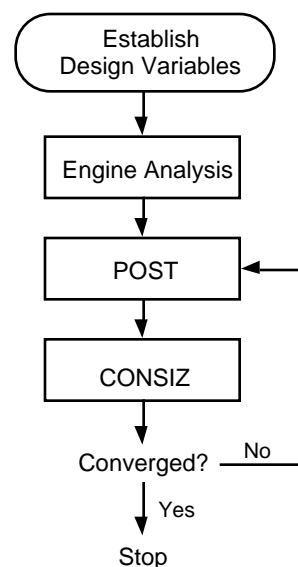 Establish
Design Variables
Engine Analysis
POST
CONSIZ
Converged?
No
Yes
Stop